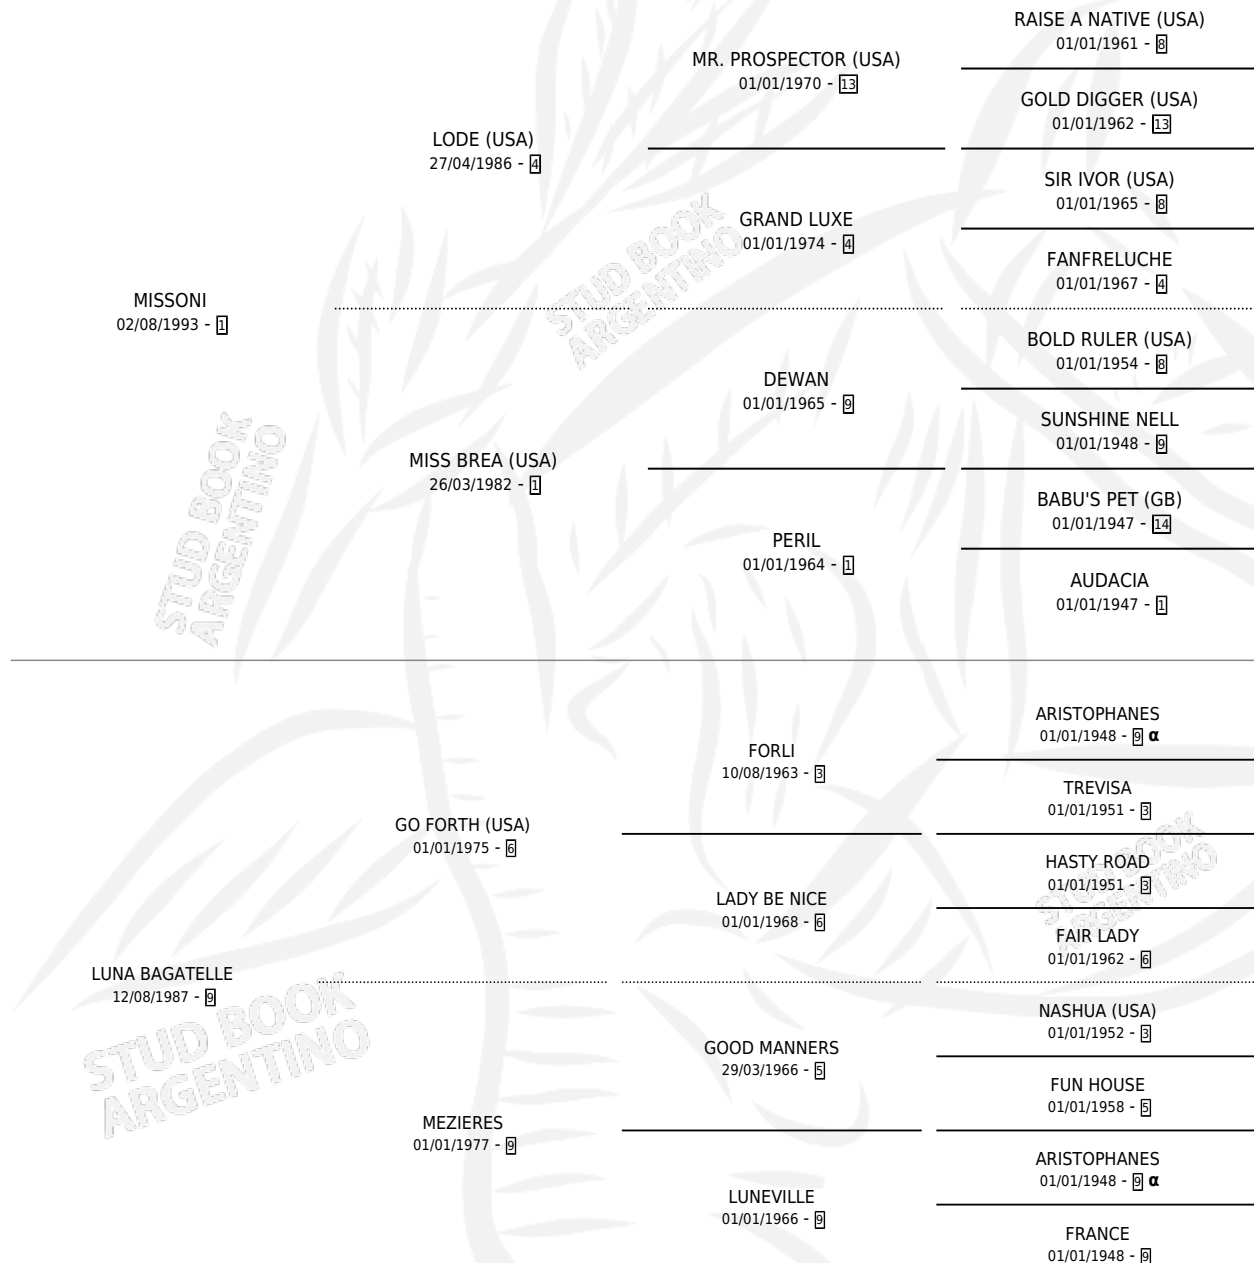 RAISE A NATIVE (USA)
01/01/1961 - 8
MR. PROSPECTOR (USA)
01/01/1970 - 13
GOLD DIGGER (USA)
01/01/1962 - 13
LODE (USA)
27/04/1986 - 4
SIR IVOR (USA)
01/01/1965 - 8
GRAND LUXE
01/01/1974 - 4
FANFRELUCHE
01/01/1967 - 4
MISSONI
02/08/1993 - 1
BOLD RULER (USA)
01/01/1954 - 8
DEWAN
01/01/1965 - 9
SUNSHINE NELL
01/01/1948 - 9
MISS BREA (USA)
26/03/1982 - 1
BABU'S PET (GB)
01/01/1947 - 14
PERIL
01/01/1964 - 1
AUDACIA
01/01/1947 - 1
ARISTOPHANES
01/01/1948 - 9 α
FORLI
10/08/1963 - 3
TREVISA
01/01/1951 - 3
GO FORTH (USA)
01/01/1975 - 6
HASTY ROAD
01/01/1951 - 3
LADY BE NICE
01/01/1968 - 6
FAIR LADY
01/01/1962 - 6
LUNA BAGATELLE
12/08/1987 - 9
NASHUA (USA)
01/01/1952 - 3
GOOD MANNERS
29/03/1966 - 5
FUN HOUSE
01/01/1958 - 5
MEZIERES
01/01/1977 - 9
ARISTOPHANES
01/01/1948 - 9 α
LUNEVILLE
01/01/1966 - 9
FRANCE
01/01/1948 - 9
STUD BOOK
ARGENTINO
STUD BOOK
ARGENTINO
STUD BOOK
ARGENTINO
STUD BOOK
ARGENTINO